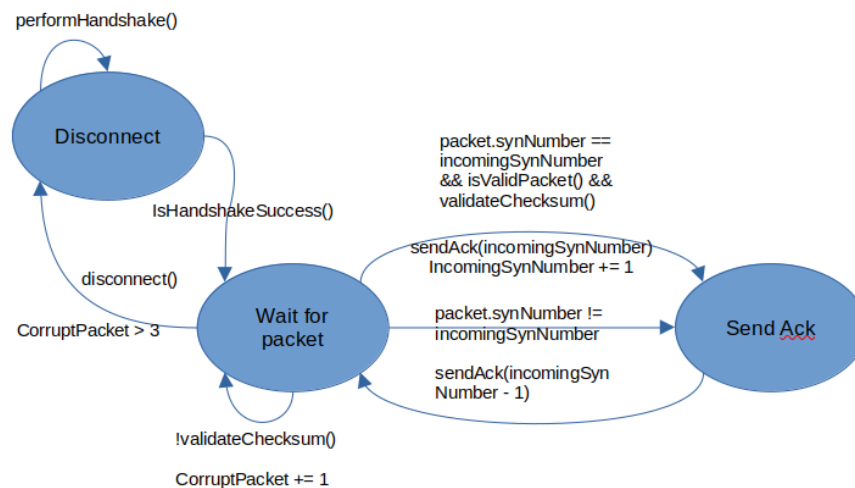 performHandshake()
Disconnect
IsHandshakeSuccess()
disconnect()
CorruptPacket > 3
Wait for
packet
!validateChecksum()
CorruptPacket += 1
packet.synNumber ==
incomingSynNumber
&& isValidPacket() &&
validateChecksum()
sendAck(incomingSynNumber)
IncomingSynNumber += 1
packet.synNumber !=
incomingSynNumber
sendAck(incomingSyn
Number - 1)
Send Ack